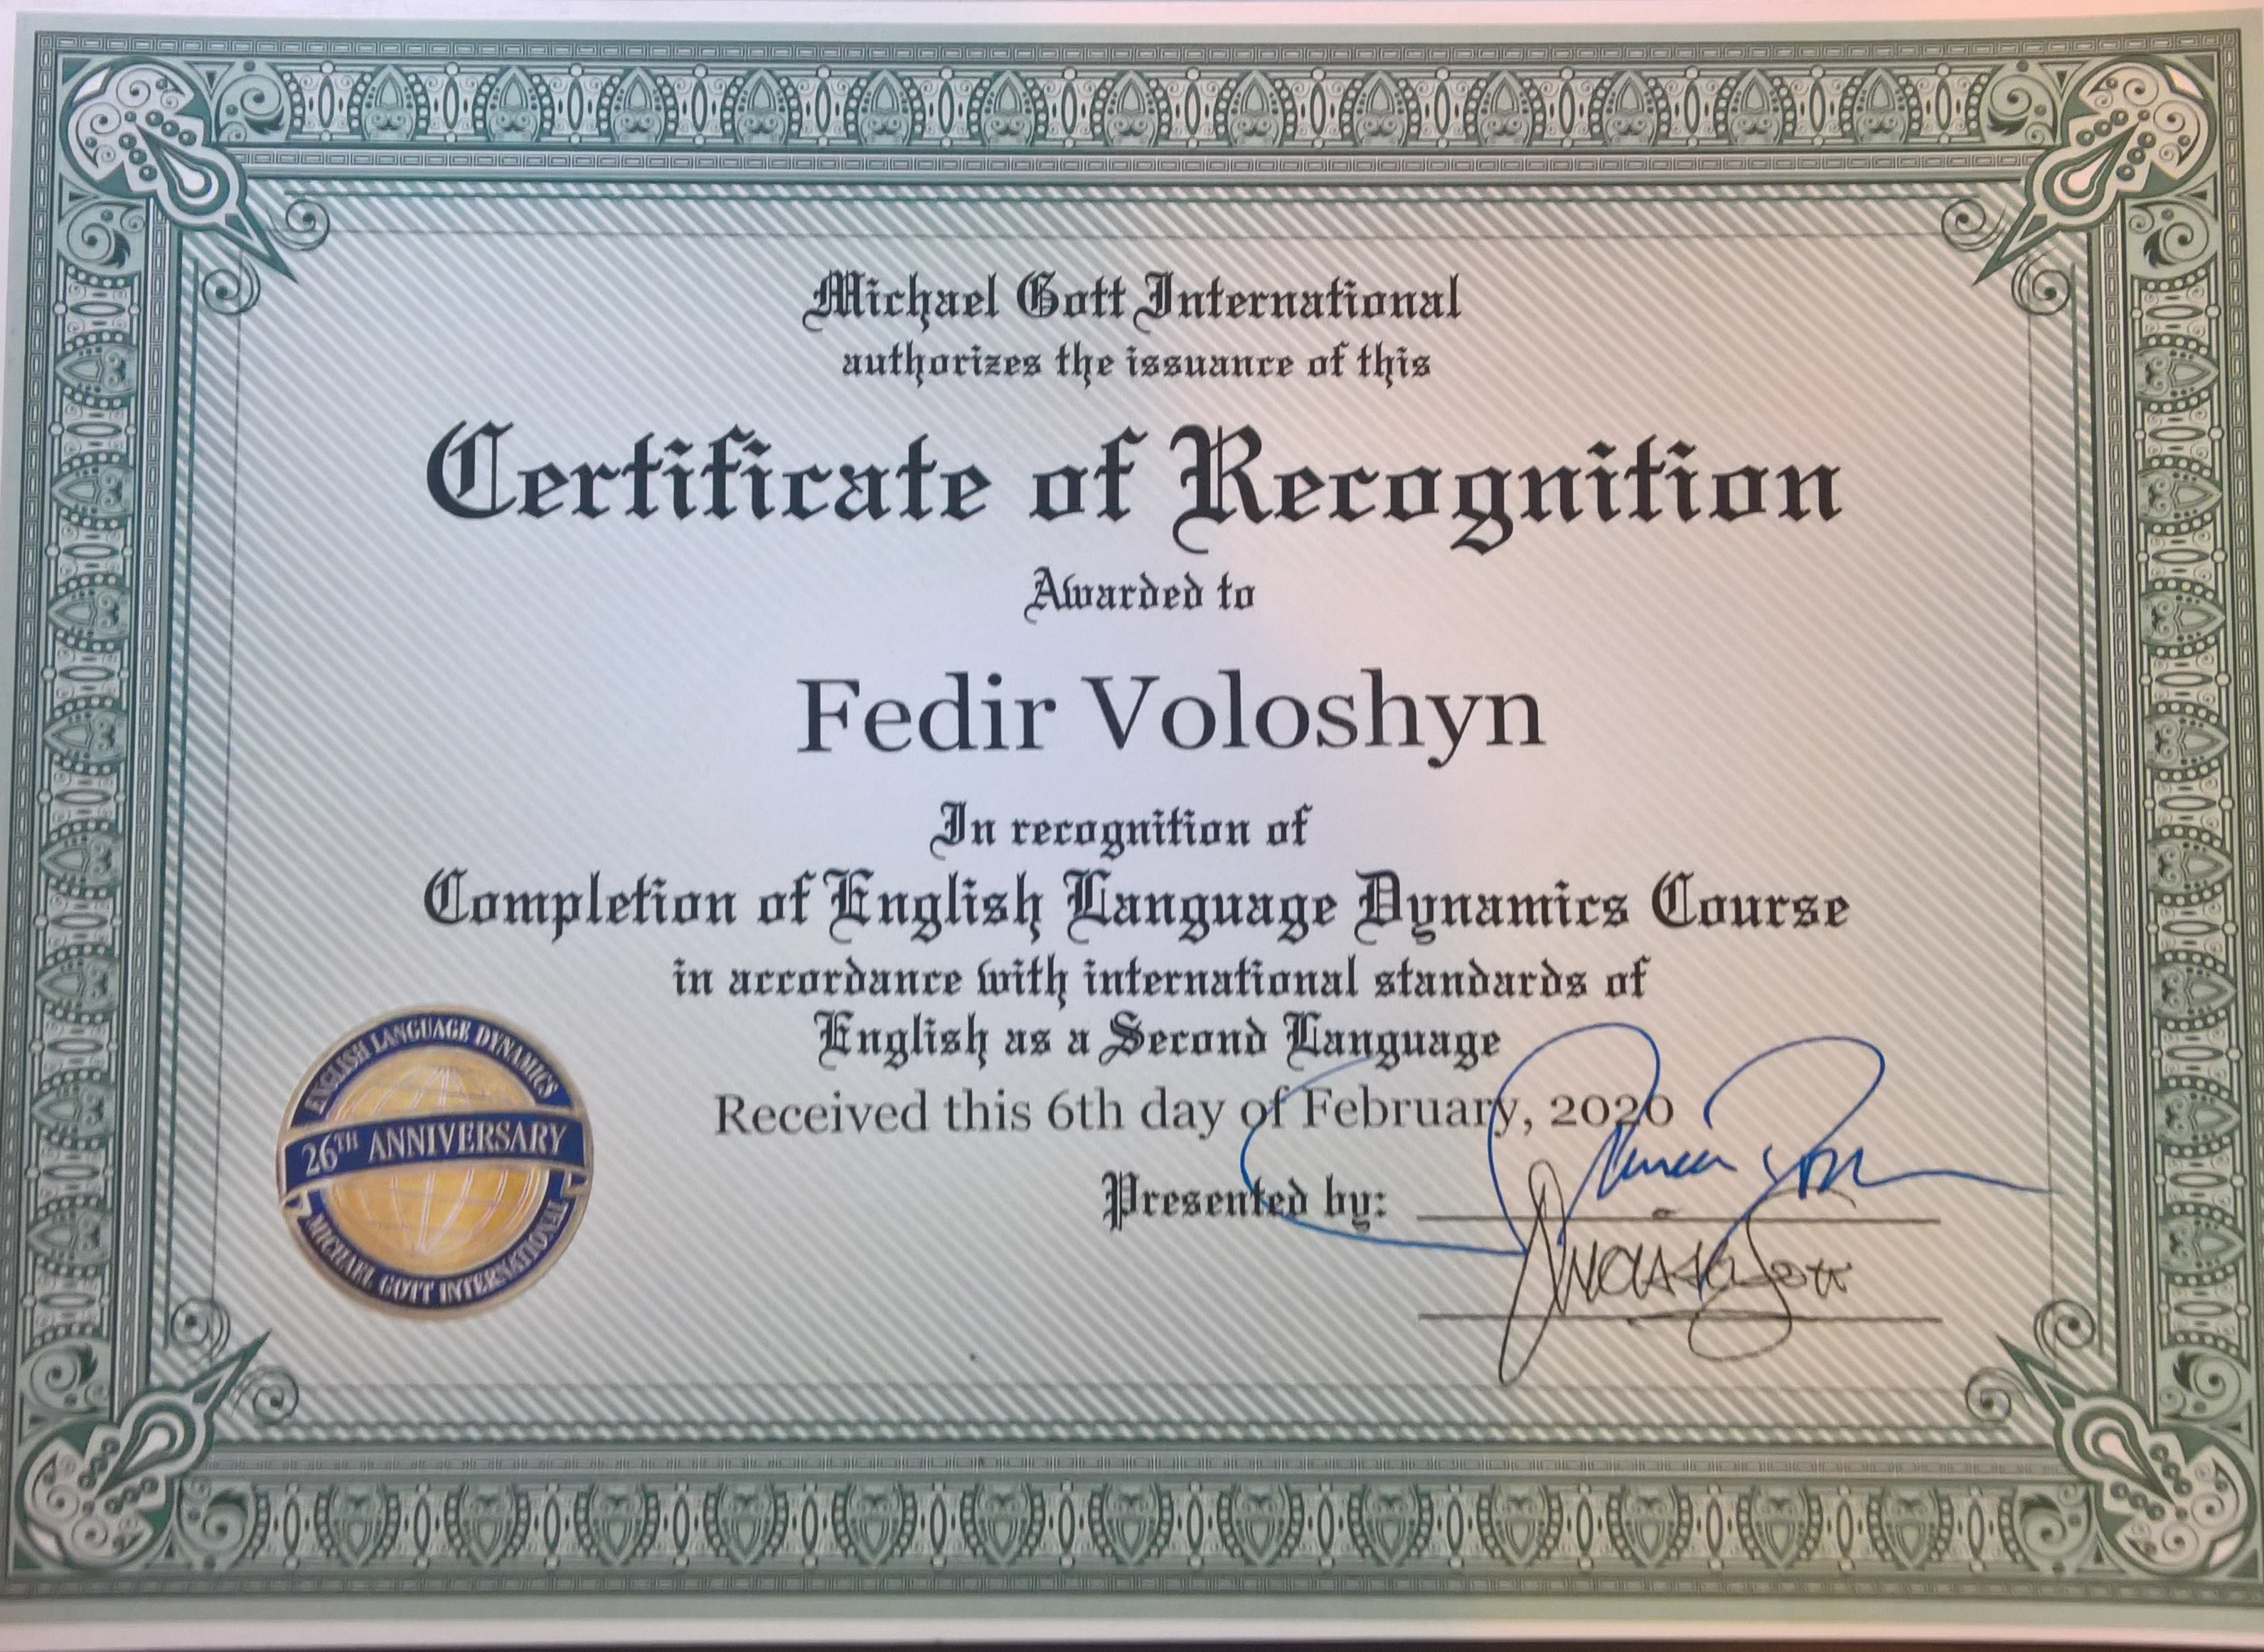 Michael Gott International
authorizes the issuance of this
Certificate of Recognition
Awarded to
Fedir Voloshyn
In recognition of
Completion of English Language Dynamics Course
in accordance with international standards of
English as a Second Language
Received this 6th day of February, 2020
Presented by:
ENGLISH LANGUAGE DYNAMICS
26TH ANNIVERSARY
MICHAEL GOTT INTERNATIONAL